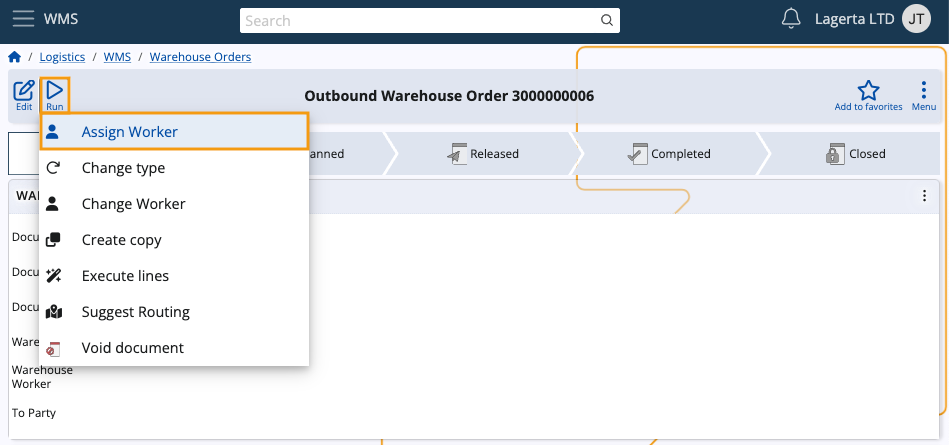 WMS
Search
Lagerta LTD
JT
/ Logistics / WMS / Warehouse Orders
Edit
Run
Outbound Warehouse Order 3000000006
Add to favorites
Menu
Assign Worker
Change type
Change Worker
Create copy
Execute lines
Suggest Routing
Void document
anned
Released
Completed
Closed
WAR
Docu
Docu
Docu
Ware
Warehouse
Worker
To Party